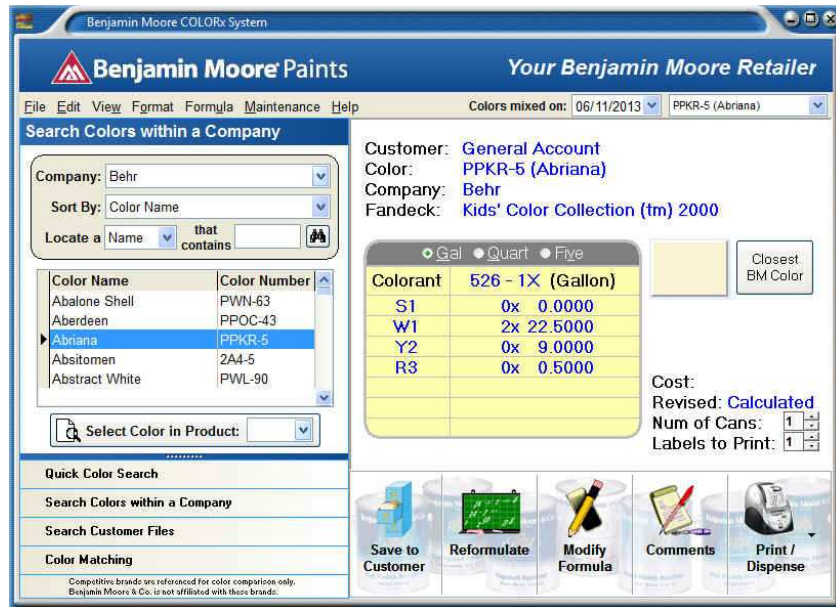 Benjamin Moore COLORx System
Benjamin Moore Paints
Your Benjamin Moore Retailer
File Edit View Format Formula Maintenance Help
Colors mixed on: 06/11/2013 PPKR-5 (Abriana)
Search Colors within a Company
Company: Behr
Sort By: Color Name
Locate a Name that contains
Color Name Color Number
Abalone Shell PWN-63
Aberdeen PPOC-43
Abriana PPKR-5
Absitomen 2A4-5
Abstract White PWL-90
Select Color in Product:
Quick Color Search
Search Colors within a Company
Search Customer Files
Color Matching
Competitive brands are referenced for color comparison only.
Benjamin Moore & Co. is not affiliated with these brands.
Customer: General Account
Color: PPKR-5 (Abriana)
Company: Behr
Fandeck: Kids' Color Collection (tm) 2000
Gal Quart Five
Colorant 526 - 1X (Gallon)
S1 0x 0.0000
W1 2x 22.5000
Y2 0x 9.0000
R3 0x 0.5000
Closest
BM Color
Cost:
Revised: Calculated
Num of Cans: 1
Labels to Print: 1
Save to
Customer
Reformulate
Modify
Formula
Comments
Print /
Dispense